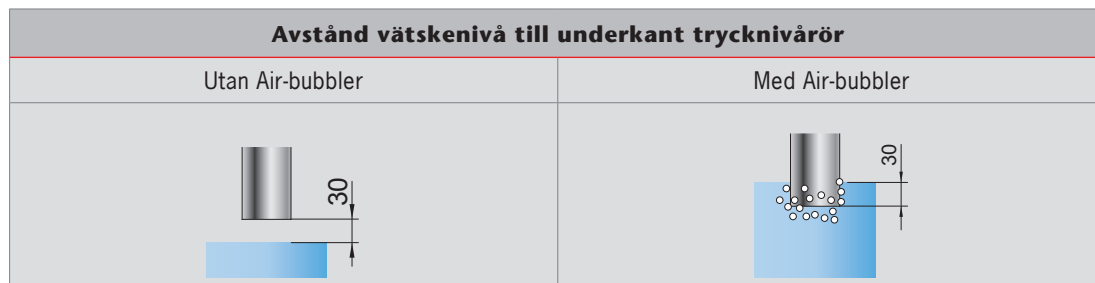 Avstånd vätskenivå till underkant trycknivårör
Utan Air-bubbler
Med Air-bubbler
30
30